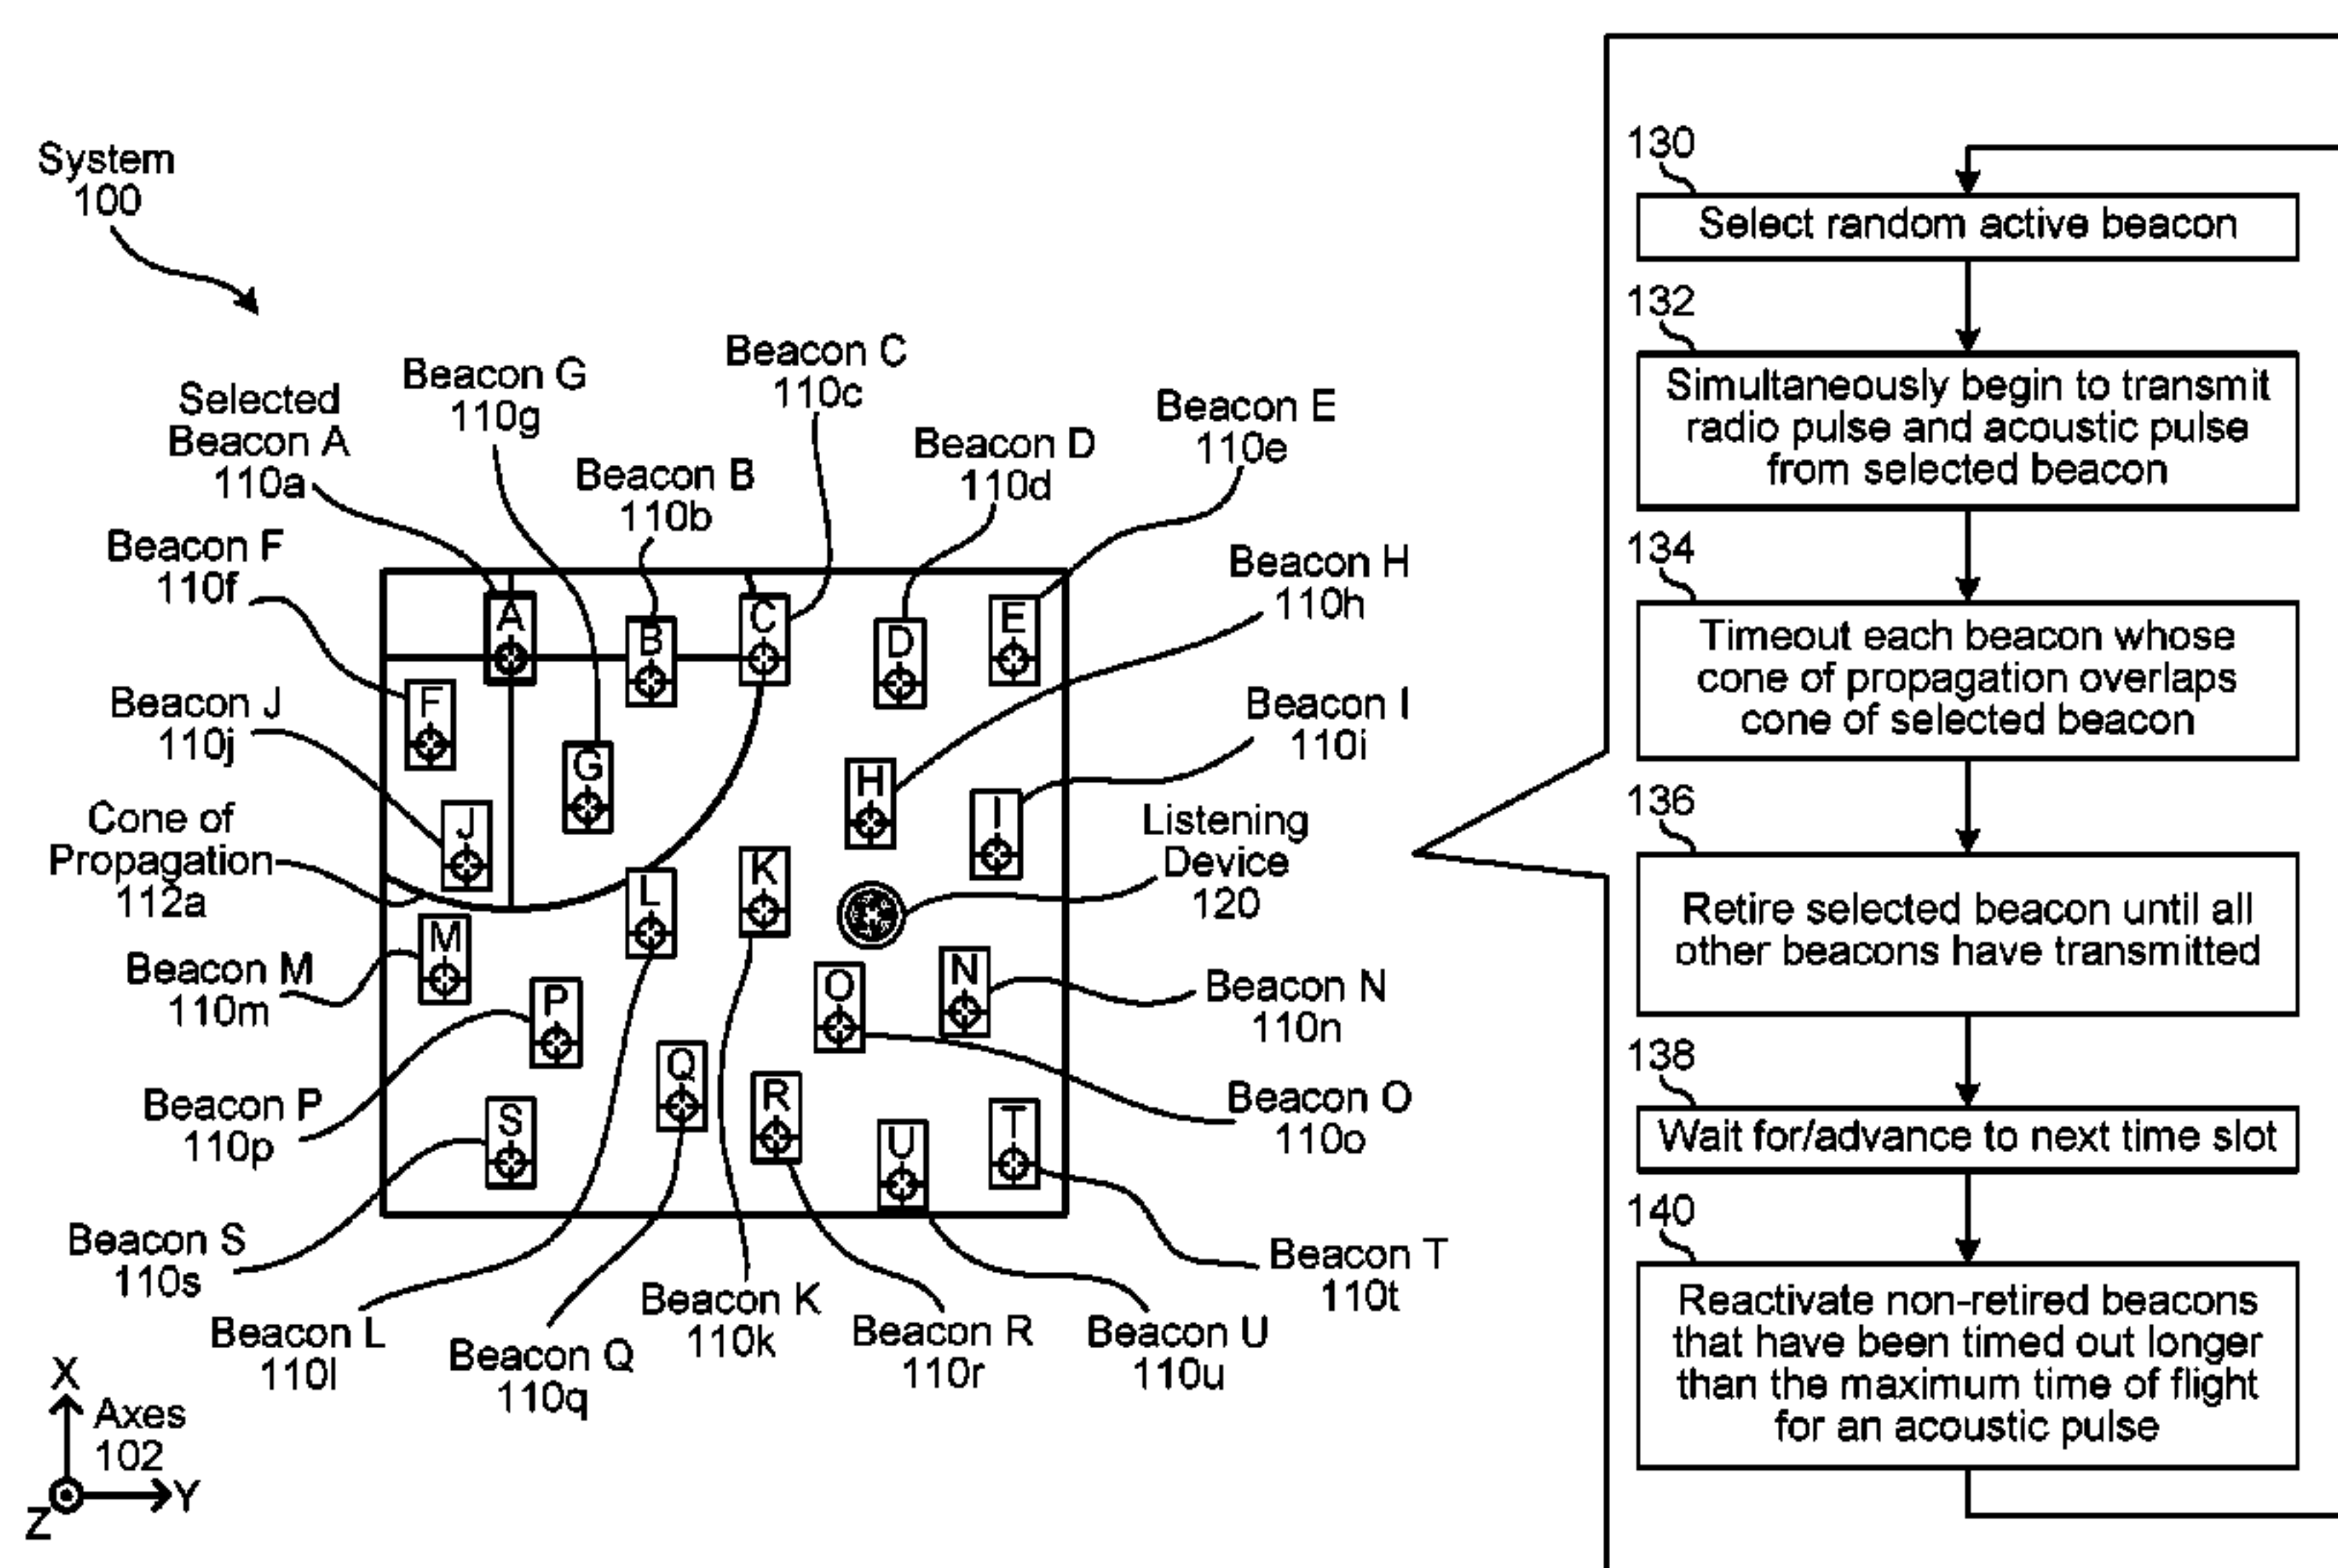 System
100
Selected
Beacon A
110a
Beacon G
110g
Beacon B
110b
Beacon C
110c
Beacon D
110d
Beacon E
110e
Beacon F
110f
Beacon H
110h
Beacon J
110j
Beacon I
110i
Cone of
Propagation
112a
Listening
Device
120
Beacon M
110m
Beacon N
110n
Beacon P
110p
Beacon O
110o
Beacon S
110s
Beacon T
110t
Beacon L
110l
Beacon Q
110q
Beacon K
110k
Beacon R
110r
Beacon U
110u
A
B
C
D
E
F
G
H
I
J
K
L
M
N
O
P
Q
R
S
T
U
X
Axes
102
Y
Z
130
Select random active beacon
132
Simultaneously begin to transmit
radio pulse and acoustic pulse
from selected beacon
134
Timeout each beacon whose
cone of propagation overlaps
cone of selected beacon
136
Retire selected beacon until all
other beacons have transmitted
138
Wait for/advance to next time slot
140
Reactivate non-retired beacons
that have been timed out longer
than the maximum time of flight
for an acoustic pulse